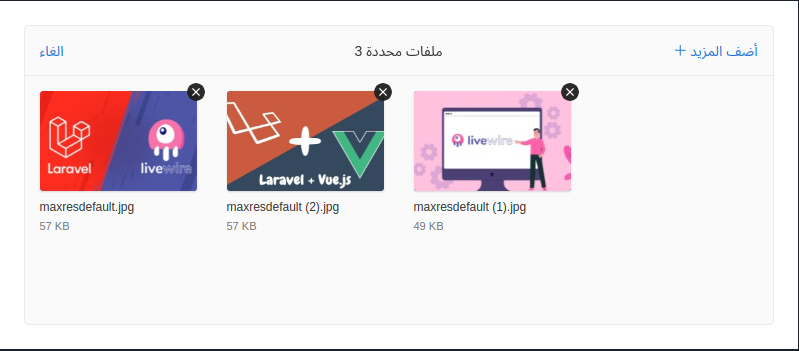 أضف المزيد +
ملفات محددة 3
الغاء
Laravel
livewire
Laravel + Vue.js
livewire
maxresdefault.jpg
57 KB
maxresdefault (2).jpg
57 KB
maxresdefault (1).jpg
49 KB